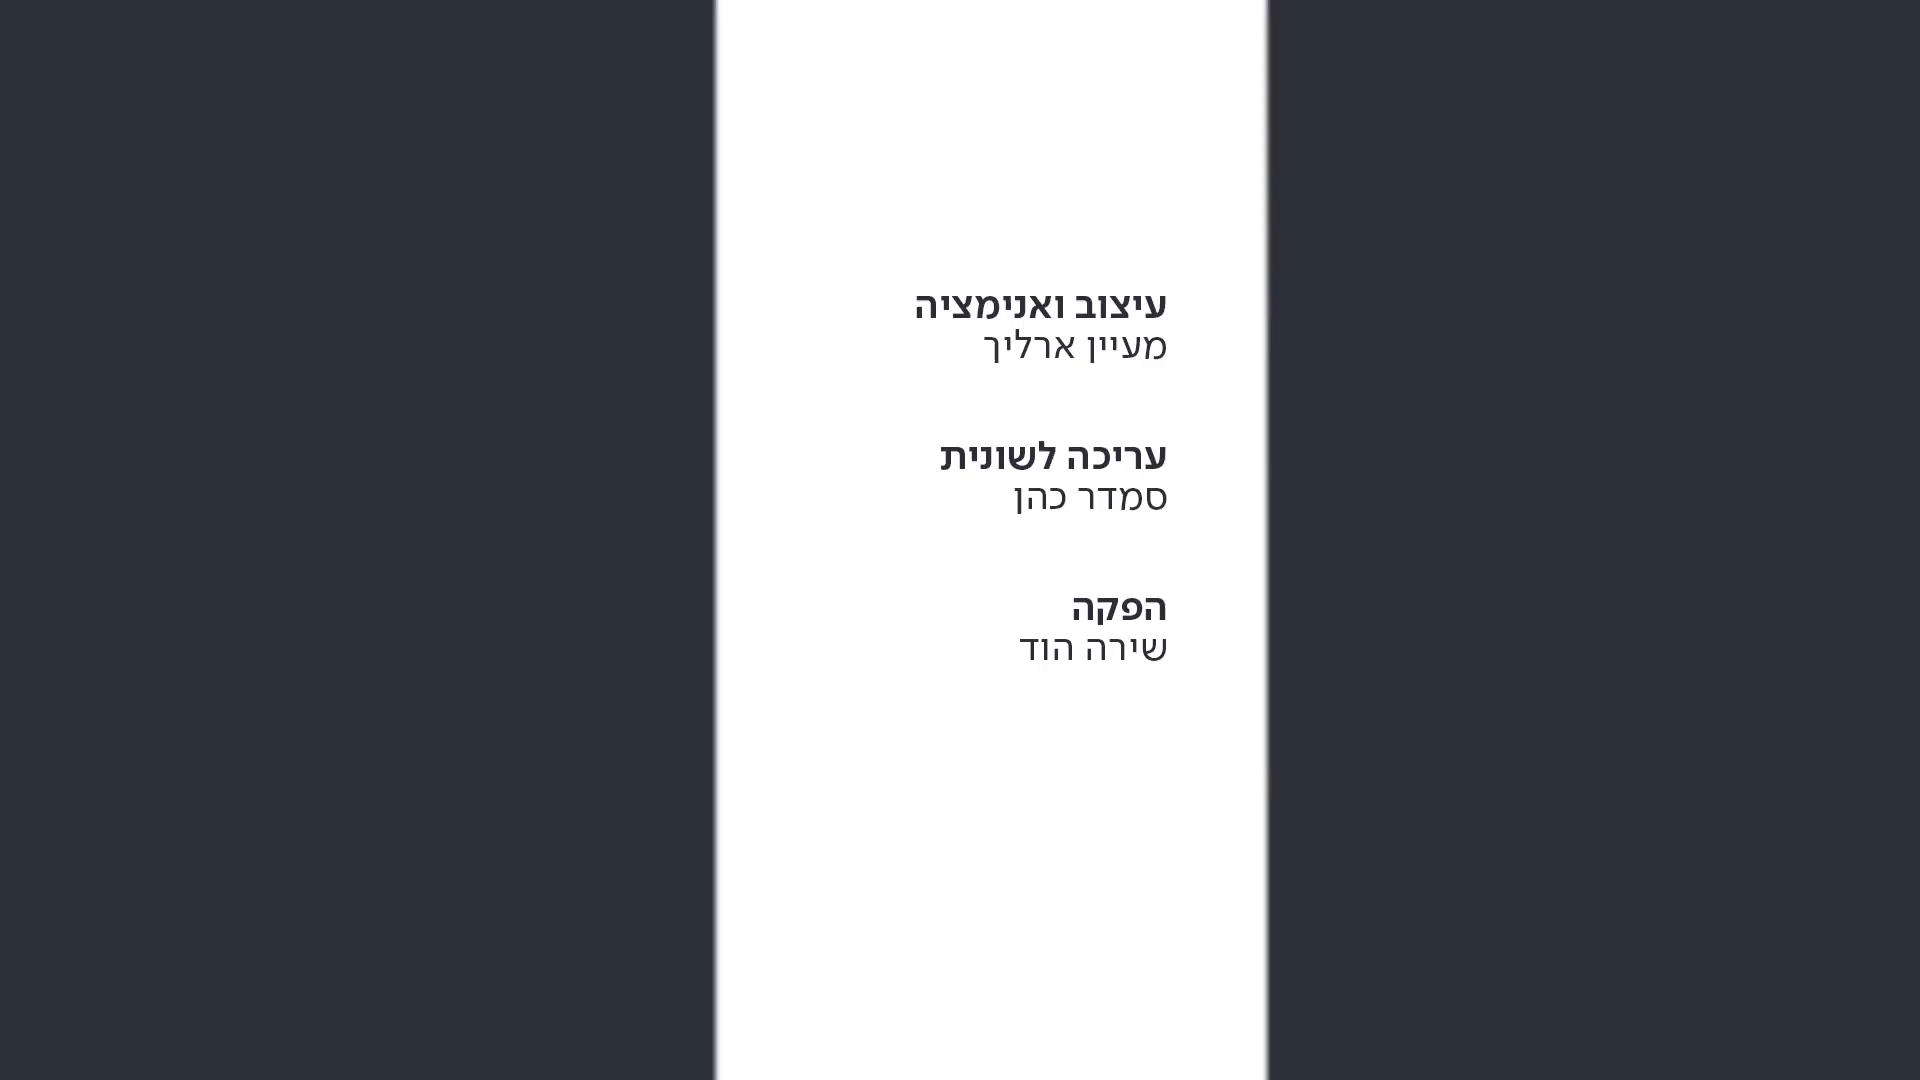 עיצוב ואנימציה
מעיין ארליך
עריכה לשונית
סמדר כהן
הפקה
שירה הוד